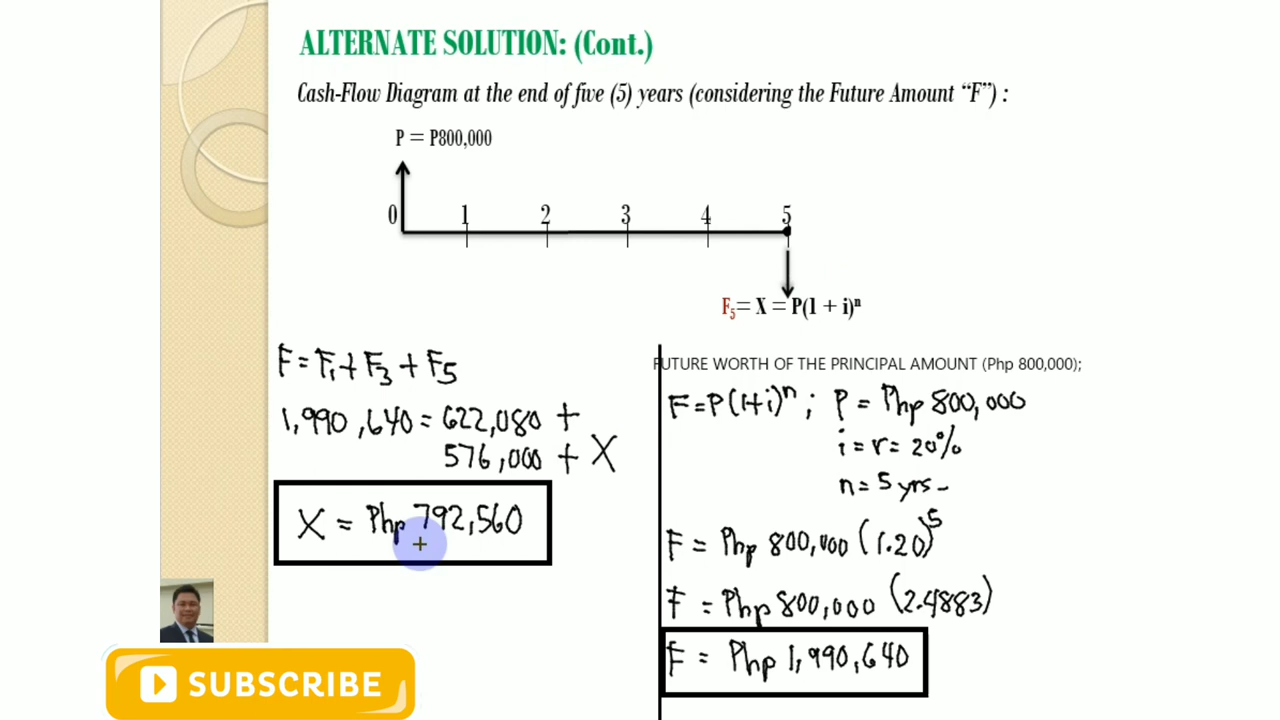 ALTERNATE SOLUTION: (Cont.)
Cash-Flow Diagram at the end of five (5) years (considering the Future Amount “F”) :
P = P800,000
0 1 2 3 4 5
F5= X = P(1 + i)ⁿ
F = F1 + F3 + F5
1,990,640 = 622,080 +
576,000 + X
X = Php 792,560
FUTURE WORTH OF THE PRINCIPAL AMOUNT (Php 800,000);
F = P(1+i)ⁿ ; P = Php 800,000
i = r = 20%
n = 5 yrs -
F = Php 800,000 (1.20)⁵
F = Php 800,000 (2.4883)
F = Php 1,990,640
SUBSCRIBE